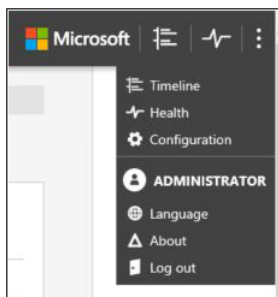 Microsoft
Timeline
Health
Configuration
ADMINISTRATOR
Language
About
Log out